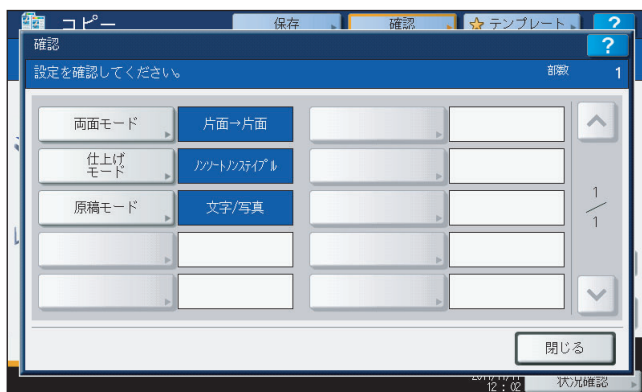 コピー
保存
確認
テンプレート
?
確認
?
設定を確認してください。
部数 1
両面モード
片面→片面
仕上げ
モード
ﾉﾝｿｰﾄﾉﾝｽﾃｲﾌﾟﾙ
原稿モード
文字/写真
1
1
閉じる
12 : 02
状況確認